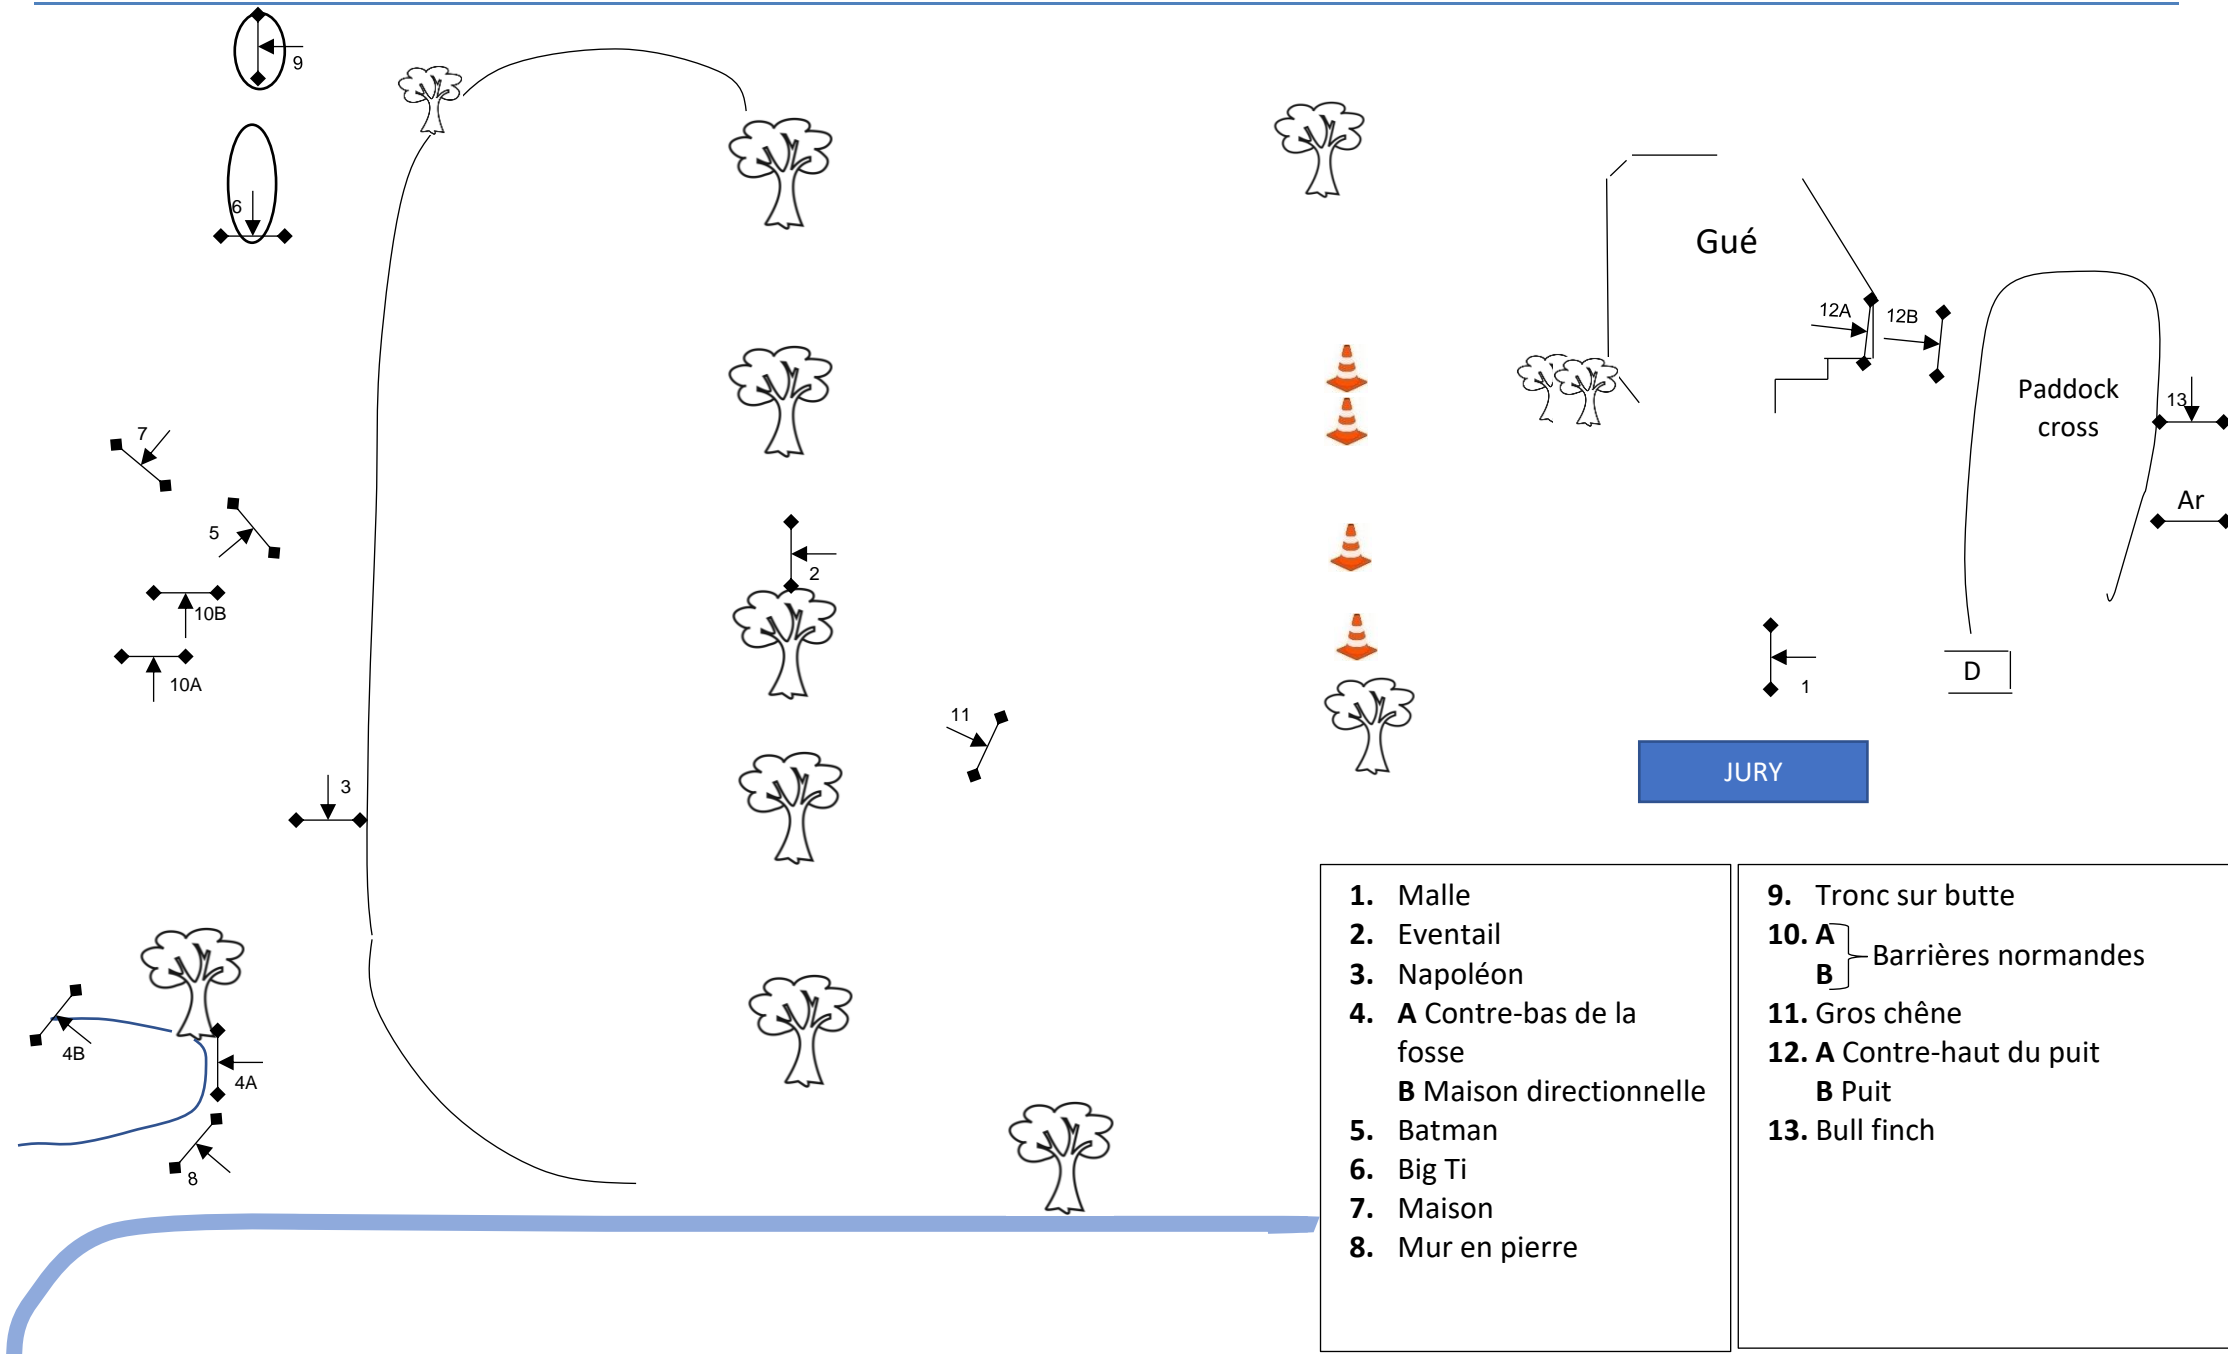 9
6
Gué
12A
12B
Paddock
cross
13
7
Ar
5
2
10B
1
D
10A
11
JURY
3
1. Malle
2. Eventail
3. Napoléon
4. A Contre-bas de la
fosse
B Maison directionnelle
5. Batman
6. Big Ti
7. Maison
8. Mur en pierre
9. Tronc sur butte
10. A
B
Barrières normandes
11. Gros chêne
12. A Contre-haut du puit
B Puit
13. Bull finch
4B
4A
8